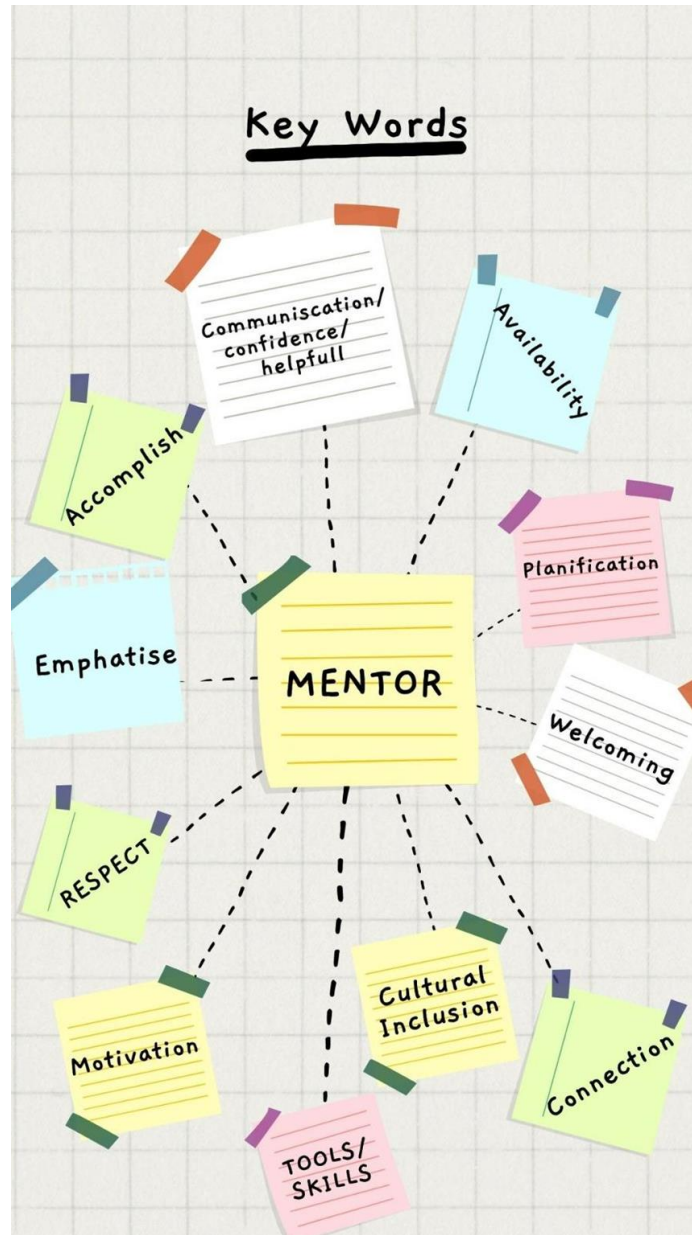 Key Words
Communiscation/
confidence/
helpfull
Availability
Accomplish
Planification
Emphatise
MENTOR
Welcoming
RESPECT
Cultural
Inclusion
Motivation
Connection
TOOLS/
SKILLS